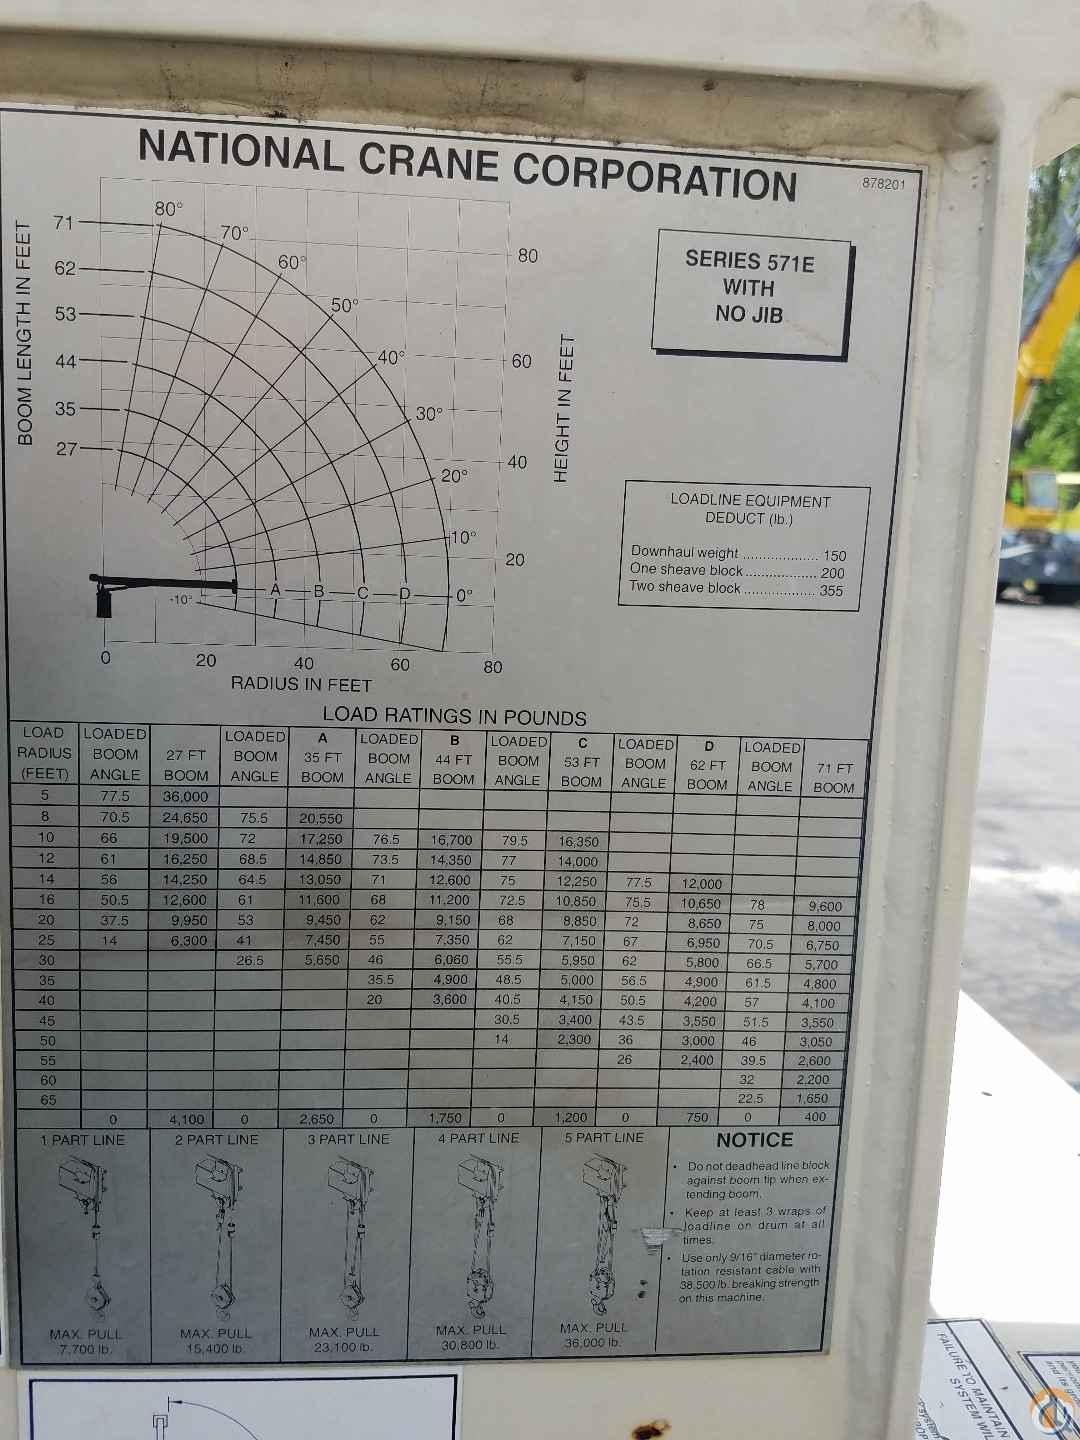 NATIONAL CRANE CORPORATION
878201
SERIES 571E
WITH
NO JIB
BOOM LENGTH IN FEET
71
62
53
44
35
27
80°
70°
60°
50°
40°
30°
20°
10°
0°
-10°
A B C D
80
60
40
20
HEIGHT IN FEET
0 20 40 60 80
RADIUS IN FEET
LOADLINE EQUIPMENT
DEDUCT (lb.)
Downhaul weight .................. 150
One sheave block ................. 200
Two sheave block .................. 355
LOAD RATINGS IN POUNDS
LOAD RADIUS (FEET) LOADED BOOM ANGLE 27 FT BOOM LOADED BOOM ANGLE A 35 FT BOOM LOADED BOOM ANGLE B 44 FT BOOM LOADED BOOM ANGLE C 53 FT BOOM LOADED BOOM ANGLE D 62 FT BOOM LOADED BOOM ANGLE 71 FT BOOM
5 77.5 36,000
8 70.5 24,650 75.5 20,550
10 66 19,500 72 17,250 76.5 16,700 79.5 16,350
12 61 16,250 68.5 14,850 73.5 14,350 77 14,000
14 56 14,250 64.5 13,050 71 12,600 75 12,250 77.5 12,000
16 50.5 12,600 61 11,600 68 11,200 72.5 10,850 75.5 10,650 78 9,600
20 37.5 9,950 53 9,450 62 9,150 68 8,850 72 8,650 75 8,000
25 14 6,300 41 7,450 55 7,350 62 7,150 67 6,950 70.5 6,750
30 26.5 5,650 46 6,060 55.5 5,950 62 5,800 66.5 5,700
35 35.5 4,900 48.5 5,000 56.5 4,900 61.5 4,800
40 20 3,600 40.5 4,150 50.5 4,200 57 4,100
45 30.5 3,400 43.5 3,550 51.5 3,550
50 14 2,300 36 3,000 46 3,050
55 26 2,400 39.5 2,600
60 32 2,200
65 22.5 1,650
0 4,100 0 2,650 0 1,750 0 1,200 0 750 0 400
1 PART LINE 2 PART LINE 3 PART LINE 4 PART LINE 5 PART LINE
MAX. PULL MAX. PULL MAX. PULL MAX. PULL MAX. PULL
7,700 lb. 15,400 lb. 23,100 lb. 30,800 lb. 36,000 lb.
NOTICE
• Do not deadhead line block
against boom tip when ex-
tending boom.
• Keep at least 3 wraps of
loadline on drum at all
times.
• Use only 9/16" diameter ro-
tation resistant cable with
38,500 lb. breaking strength
on this machine.
FAILURE TO MAINTAIN
SYSTEM WIL